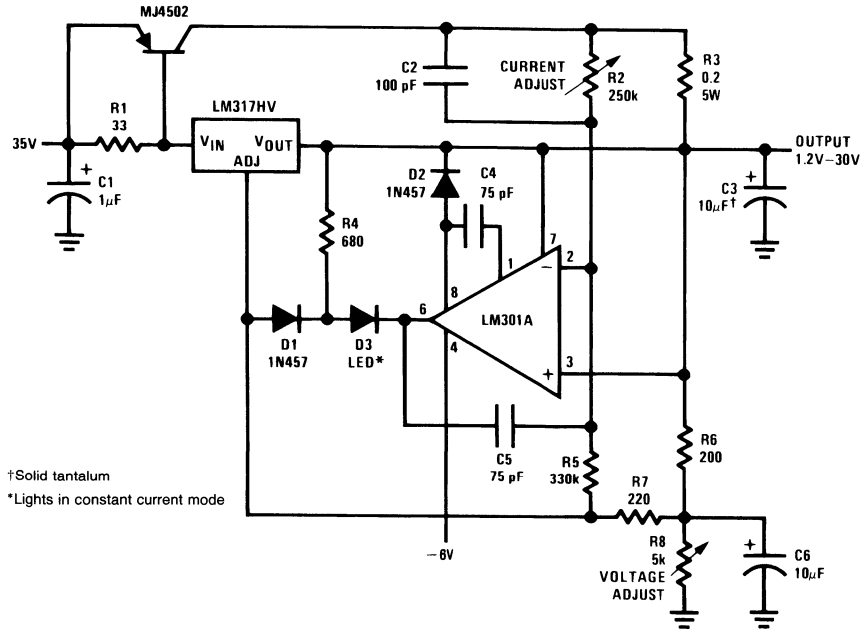 MJ4502
C2
100 pF
CURRENT
ADJUST
R2
250k
R3
0.2
5W
R1
33
LM317HV
35V
VIN
VOUT
ADJ
OUTPUT
1.2V–30V
+
C1
1μF
D2
1N457
C4
75 pF
+
C3
10μF†
R4
680
1
7
–
2
8
6
LM301A
D1
1N457
D3
LED*
4
+
3
C5
75 pF
R5
330k
R6
200
R7
220
†Solid tantalum
*Lights in constant current mode
–6V
R8
5k
VOLTAGE
ADJUST
+
C6
10μF